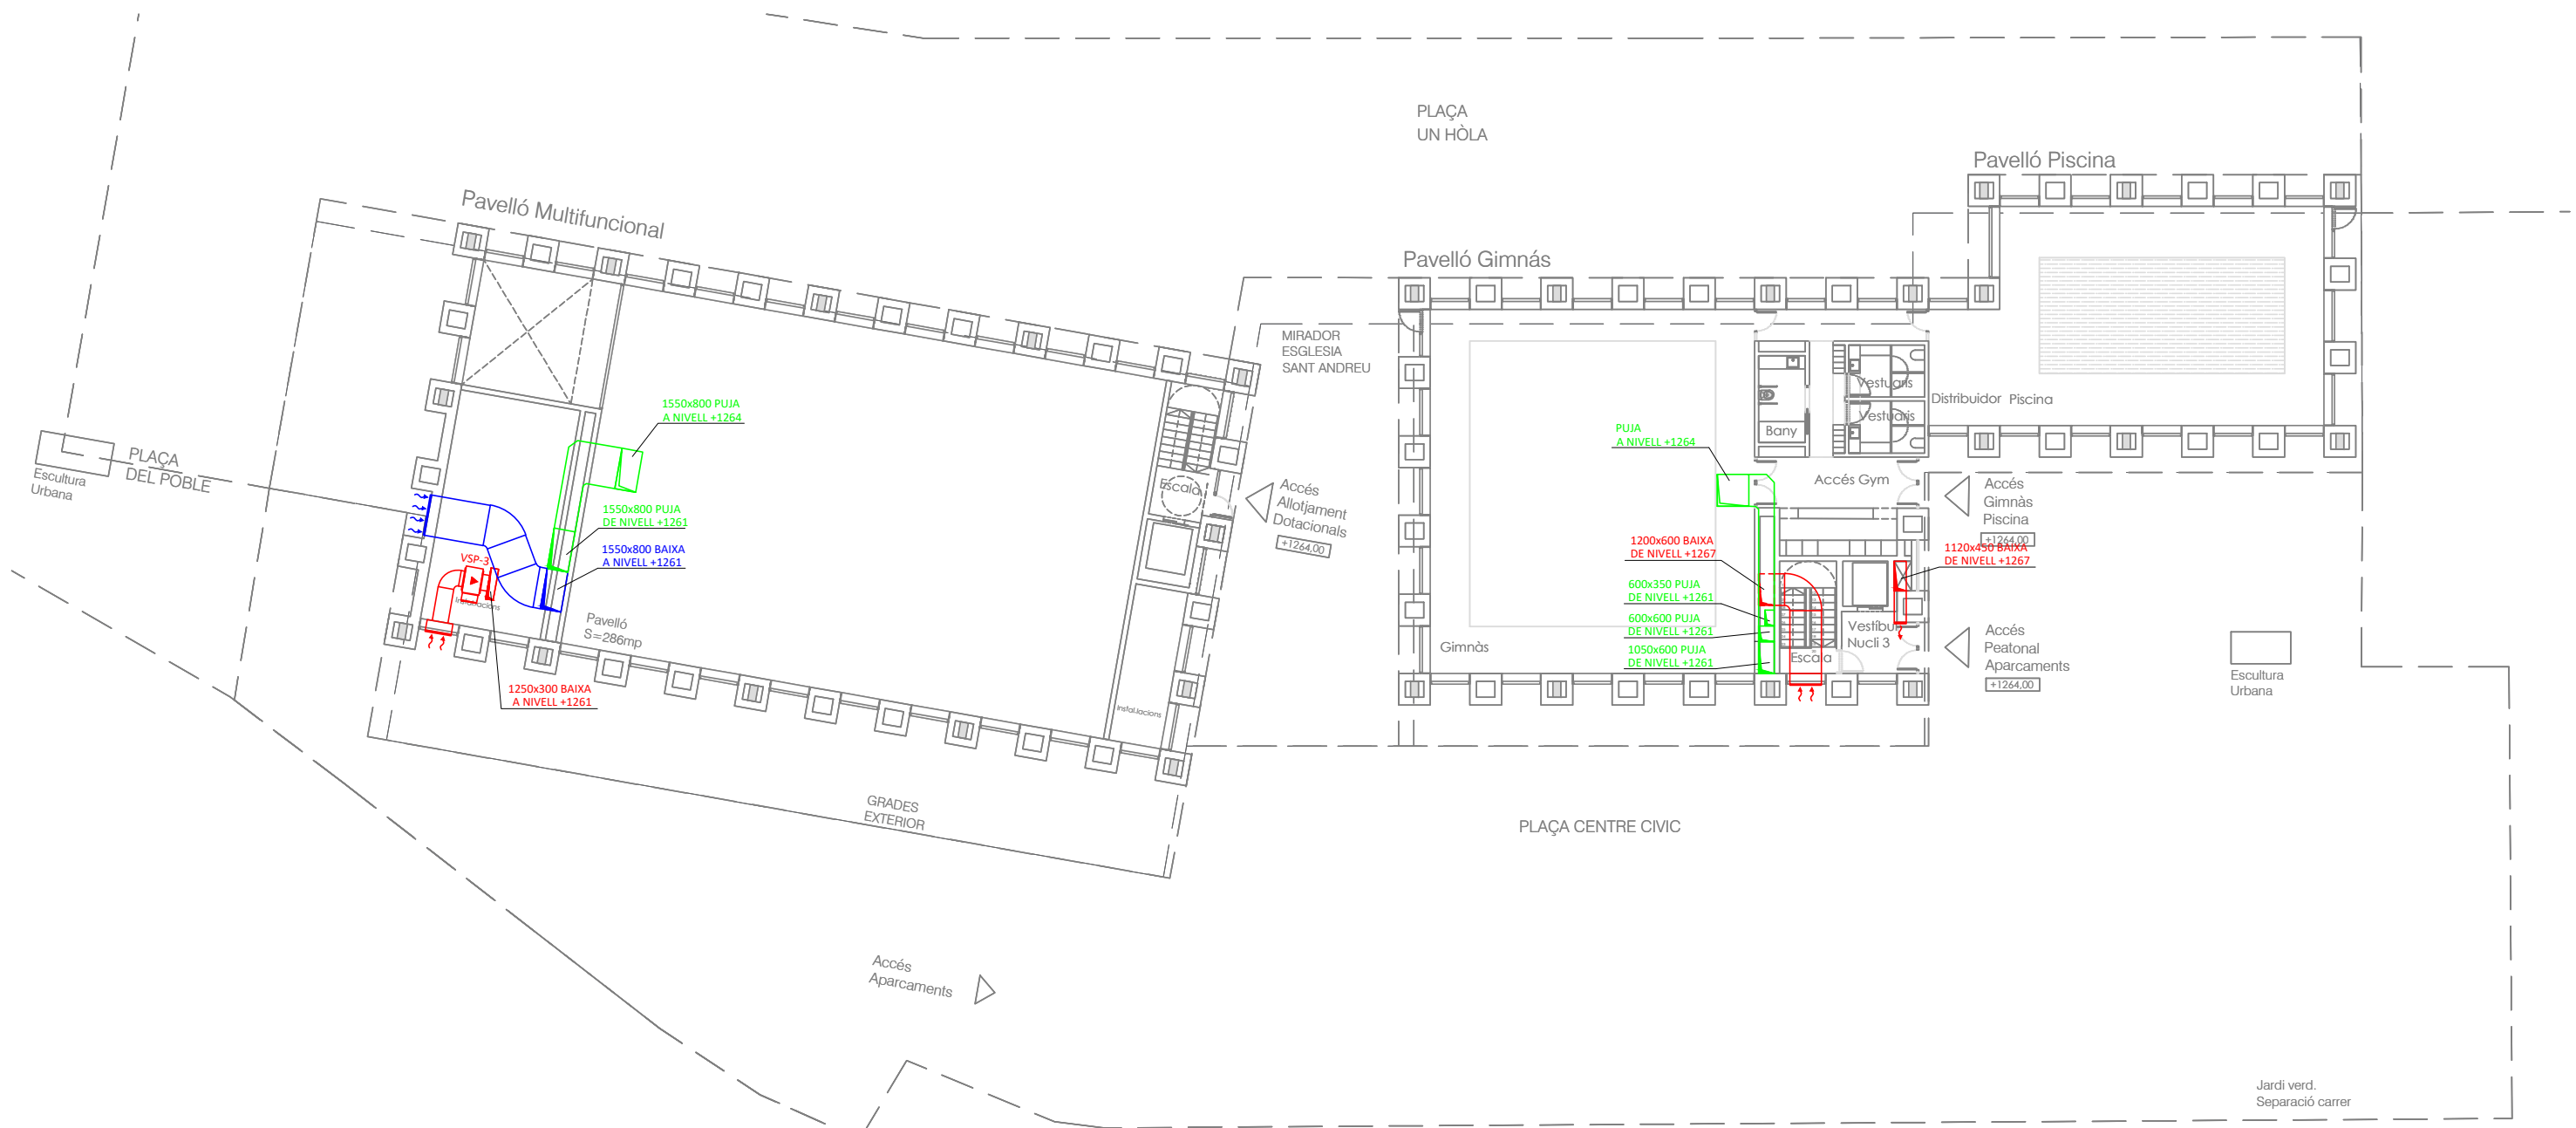 PLAÇA
UN HÒLA
Pavelló Piscina
Pavelló Multifuncional
Pavelló Gimnás
MIRADOR
ESGLESIA
SANT ANDREU
Vestuaris
Vestuaris
Distribuidor Piscina
Bany
1550x800 PUJA
A NIVELL +1264
PUJA
A NIVELL +1264
PLAÇA
DEL POBLE
Escultura
Urbana
Escala
Accés
Allotjament
Dotacionals
+1264,00
Accés Gym
Accés
Gimnàs
Piscina
+1264,00
1550x800 PUJA
DE NIVELL +1261
1550x800 BAIXA
A NIVELL +1261
VSP-3
Instal·lacions
1200x600 BAIXA
DE NIVELL +1267
1120x450 BAIXA
DE NIVELL +1267
600x350 PUJA
DE NIVELL +1261
600x600 PUJA
DE NIVELL +1261
1050x600 PUJA
DE NIVELL +1261
Pavelló
S=286mp
Gimnàs
Escala
Vestíbul
Nucli 3
Accés
Peatonal
Aparcaments
+1264,00
Escultura
Urbana
1250x300 BAIXA
A NIVELL +1261
Instal·lacions
GRADES
EXTERIOR
PLAÇA CENTRE CIVIC
Accés
Aparcaments
Jardi verd.
Separació carrer